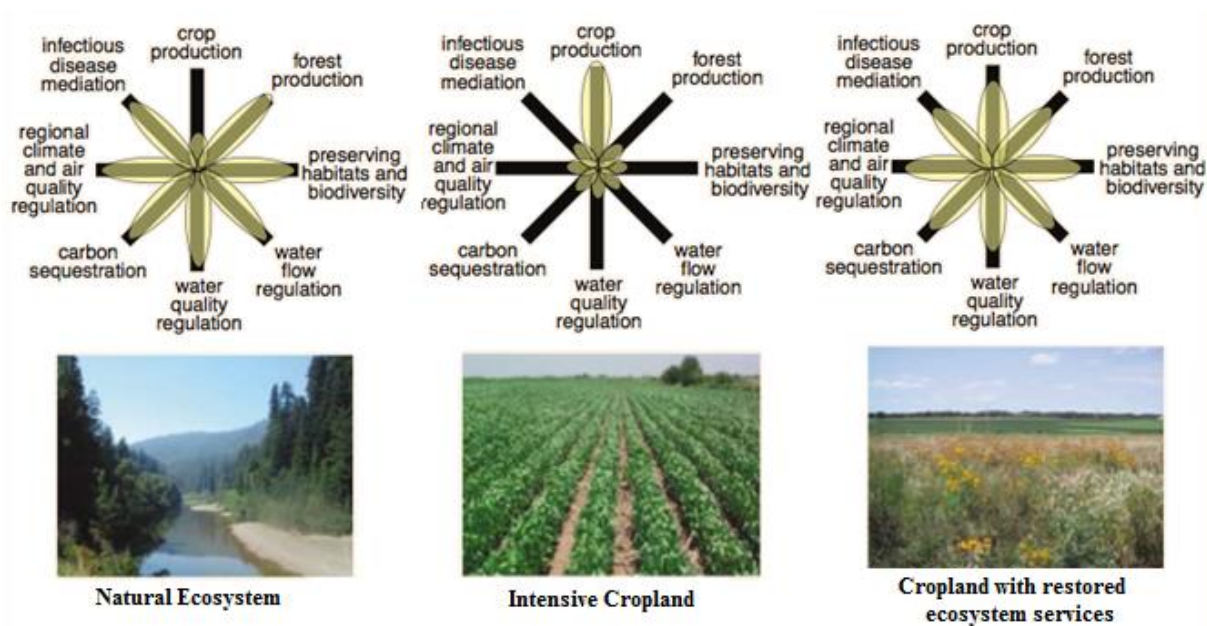 crop
production
infectious
disease
mediation
forest
production
regional
climate
and air
quality
regulation
preserving
habitats and
biodiversity
carbon
sequestration
water
flow
regulation
water
quality
regulation
crop
production
infectious
disease
mediation
forest
production
regional
climate
and air
quality
regulation
preserving
habitats and
biodiversity
carbon
sequestration
water
flow
regulation
water
quality
regulation
crop
production
infectious
disease
mediation
forest
production
regional
climate
and air
quality
regulation
preserving
habitats and
biodiversity
carbon
sequestration
water
flow
regulation
water
quality
regulation
Natural Ecosystem
Intensive Cropland
Cropland with restored
ecosystem services